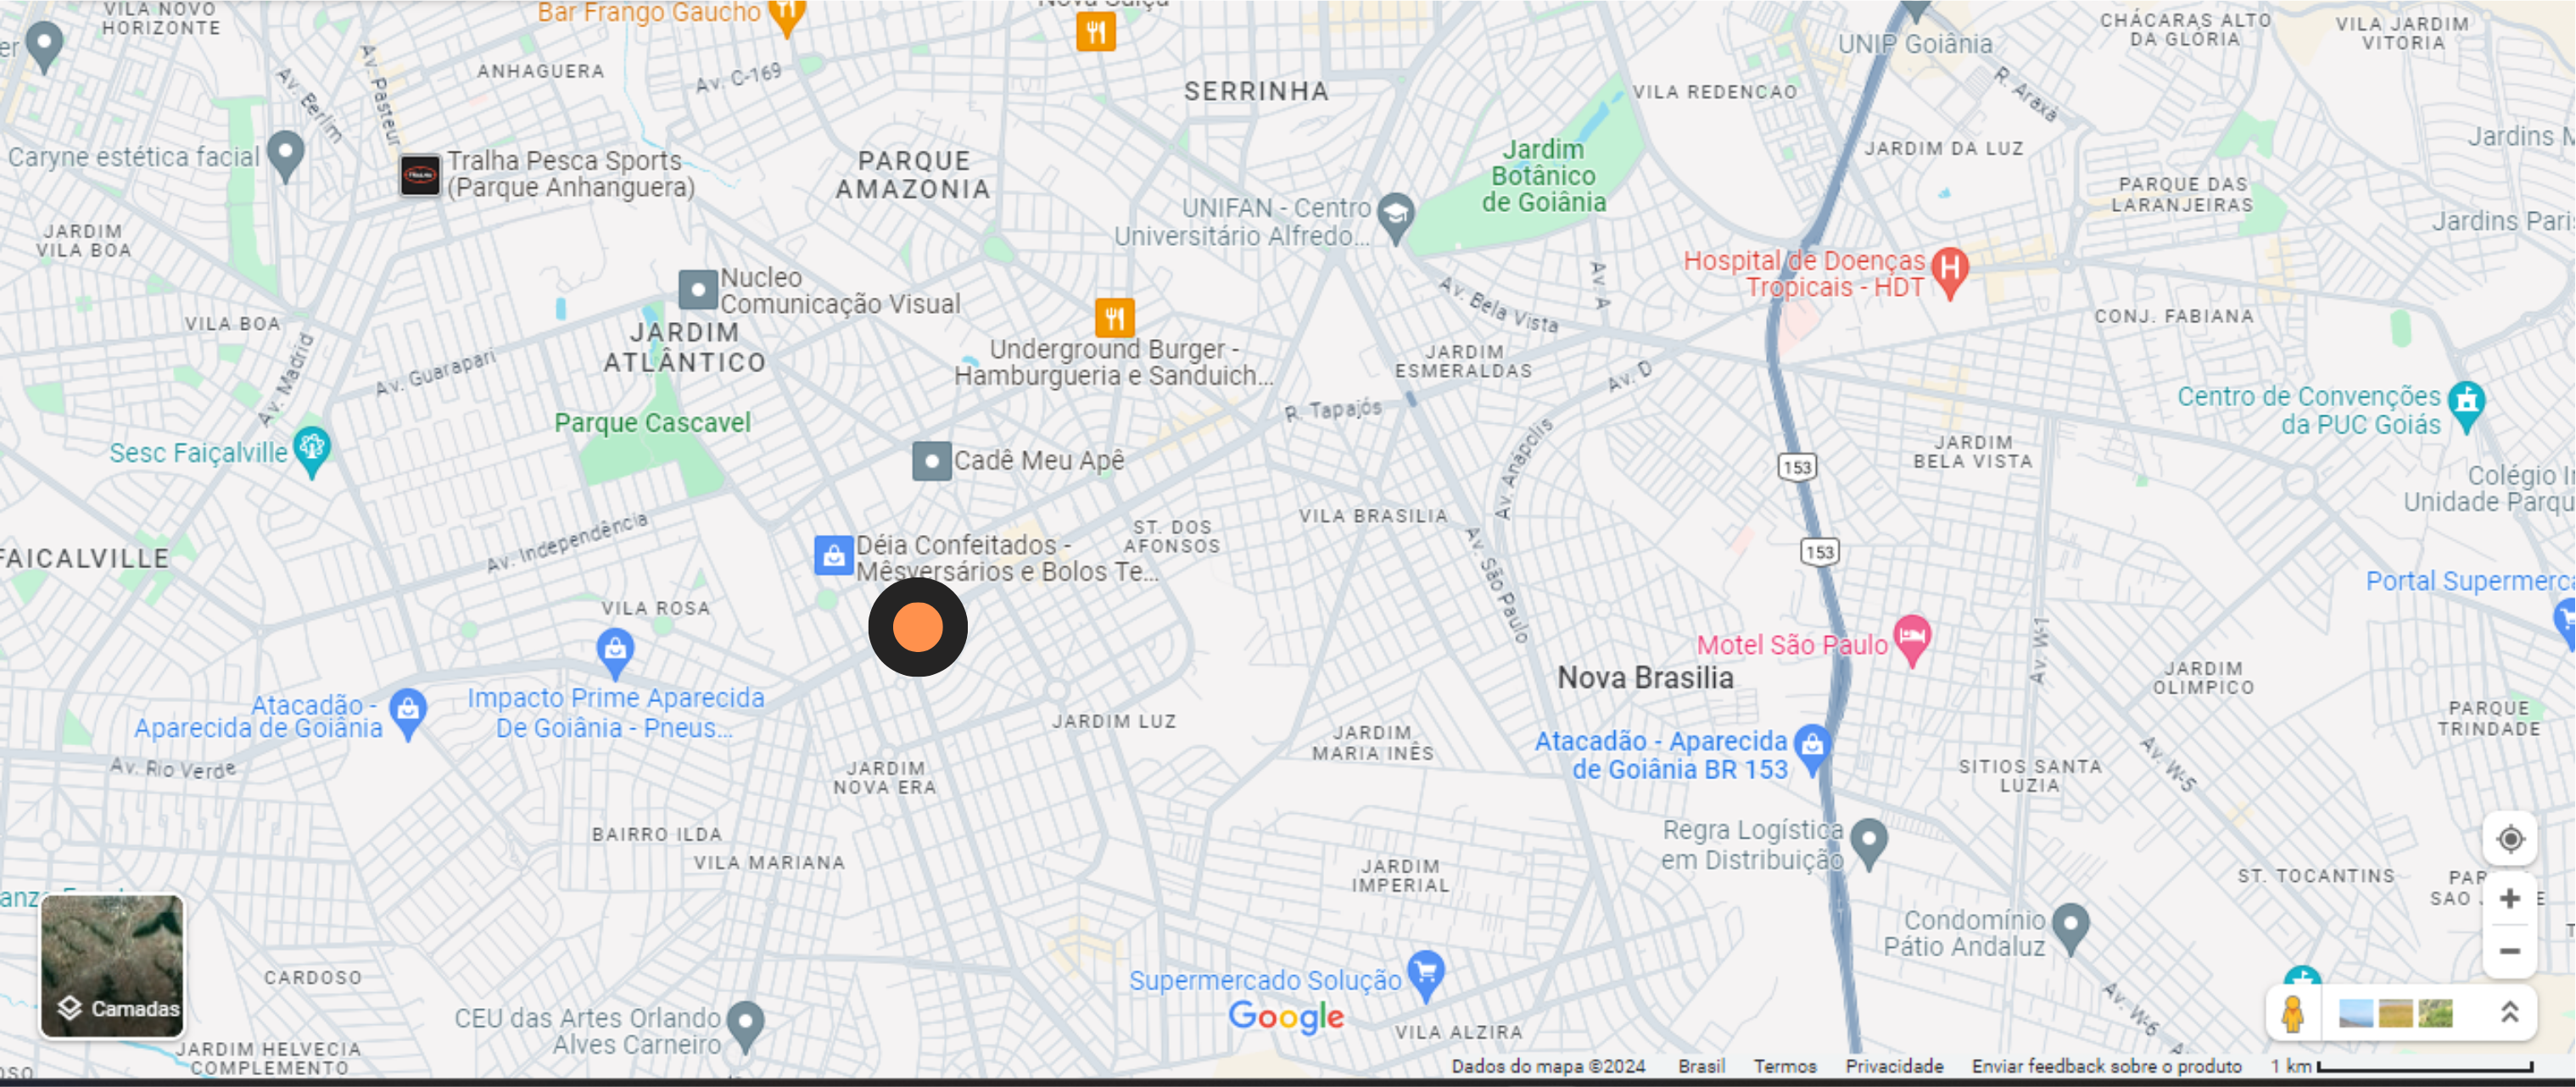 VILA NOVO
HORIZONTE
Bar Frango Gaucho
UNIP Goiânia
CHÁCARAS ALTO
DA GLÓRIA
VILA JARDIM
VITORIA
er
Av. Pasteur
Av. Berlim
ANHAGUERA
Av. C-169
SERRINHA
VILA REDENCAO
R. Araxá
Caryne estética facial
Tralha Pesca Sports
(Parque Anhanguera)
PARQUE
AMAZONIA
Jardim
Botânico
de Goiânia
JARDIM DA LUZ
Jardins M
PARQUE DAS
LARANJEIRAS
Jardins Paris
UNIFAN - Centro
Universitário Alfredo...
JARDIM
VILA BOA
Nucleo
Comunicação Visual
Hospital de Doenças
Tropicais - HDT
Av. A
Av. Bela Vista
VILA BOA
JARDIM
ATLÂNTICO
CONJ. FABIANA
Av. Madrid
Av. Guarapari
Underground Burger -
Hamburgueria e Sanduich...
JARDIM
ESMERALDAS
Av. D
Parque Cascavel
R. Tapajós
Centro de Convenções
da PUC Goiás
Sesc Faiçalville
Cadê Meu Apê
Av. Anápolis
153
JARDIM
BELA VISTA
Colégio I
Unidade Parqu
Av. Independência
ST. DOS
AFONSOS
VILA BRASILIA
FAICALVILLE
Déia Confeitados -
Mêsversários e Bolos Te...
Av. São Paulo
153
Portal Supermerca
VILA ROSA
Motel São Paulo
Av. W-1
Nova Brasilia
JARDIM
OLIMPICO
Atacadão -
Aparecida de Goiânia
Impacto Prime Aparecida
De Goiânia - Pneus...
JARDIM LUZ
JARDIM
MARIA INÊS
Atacadão - Aparecida
de Goiânia BR 153
PARQUE
TRINDADE
Av. Rio Verde
JARDIM
NOVA ERA
SITIOS SANTA
LUZIA
Av. W-5
BAIRRO ILDA
VILA MARIANA
Regra Logística
em Distribuição
JARDIM
IMPERIAL
ST. TOCANTINS
PAR
SAO
E
Condomínio
Pátio Andaluz
Camadas
CARDOSO
Supermercado Solução
Av. W-6
CEU das Artes Orlando
Alves Carneiro
Google
VILA ALZIRA
JARDIM HELVECIA
COMPLEMENTO
Dados do mapa ©2024 Brasil Termos Privacidade Enviar feedback sobre o produto 1 km